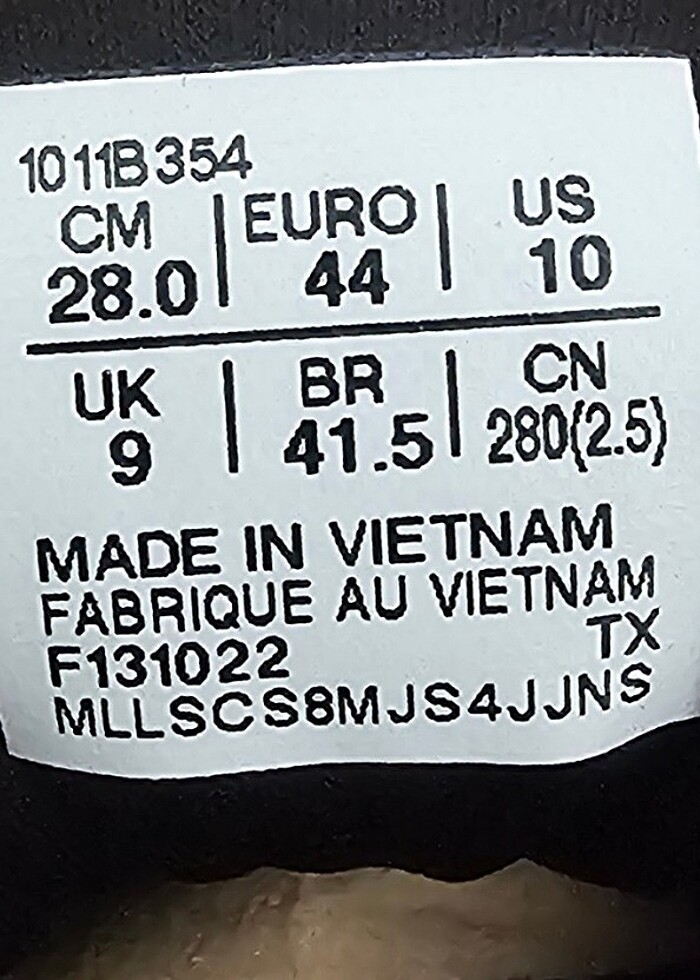 1011B354
CM | EURO | US
28.0 | 44 | 10
UK | BR | CN
9 | 41.5 | 280(2.5)
MADE IN VIETNAM
FABRIQUE AU VIETNAM
F131022 TX
MLLSCS8MJS4JJNS